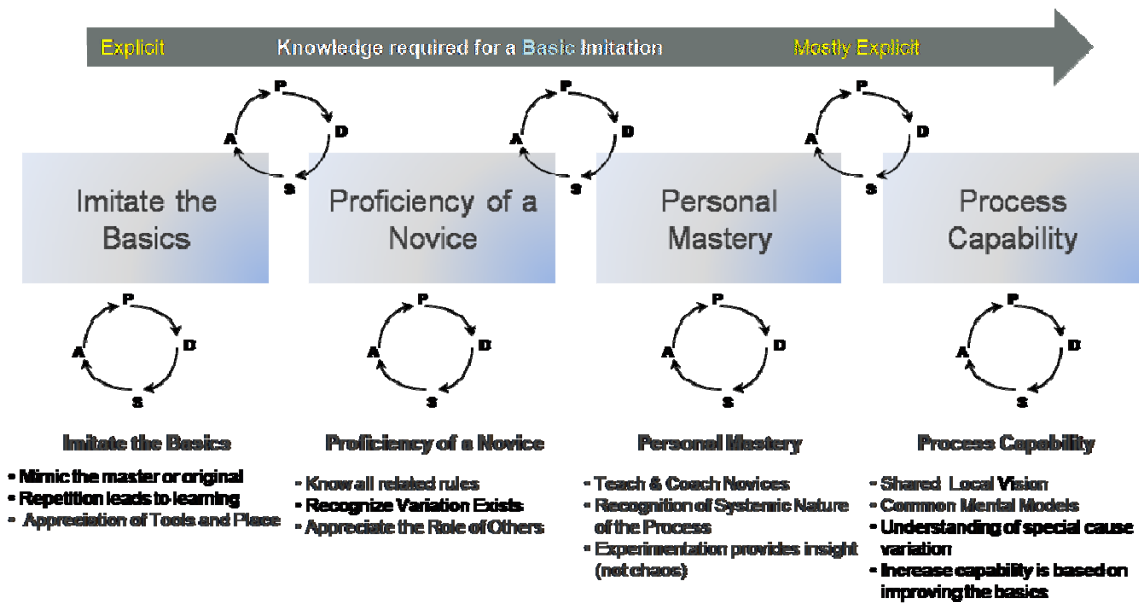 Explicit Knowledge required for a Basic Imitation Mostly Explicit
P P P
A D A D A D
S S S
Imitate the Proficiency of a Personal Process
Basics Novice Mastery Capability
P P P P
A D A D A D A D
S S S S
Imitate the Basics
• Mimic the master or original
• Repetition leads to learning
• Appreciation of Tools and Place
Proficiency of a Novice
• Know all related rules
• Recognize Variation Exists
• Appreciate the Role of Others
Personal Mastery
• Teach & Coach Novices
• Recognition of Systemic Nature
of the Process
• Experimentation provides insight
(not chaos)
Process Capability
• Shared Local Vision
• Common Mental Models
• Understanding of special cause
variation
• Increase capability is based on
improving the basics